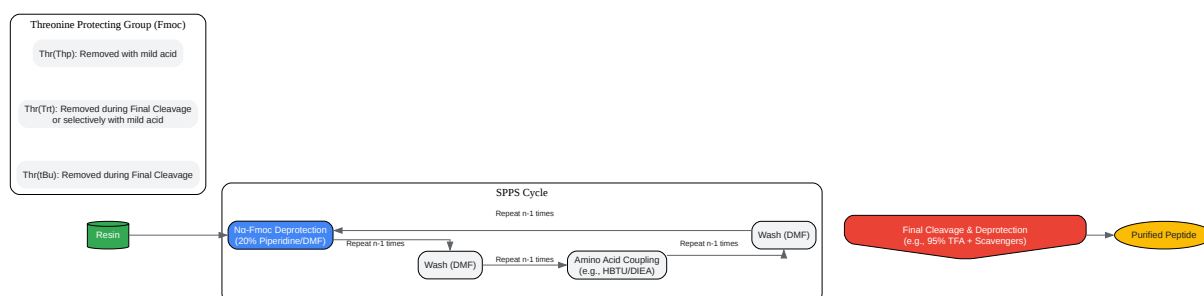 Threonine Protecting Group (Fmoc)
Thr(Thp): Removed with mild acid
Thr(Trt): Removed during Final Cleavage
or selectively with mild acid
Thr(tBu): Removed during Final Cleavage
SPPS Cycle
Repeat n-1 times
Resin
Nα-Fmoc Deprotection
(20% Piperidine/DMF)
Repeat n-1 times
Wash (DMF)
Repeat n-1 times
Amino Acid Coupling
(e.g., HBTU/DIEA)
Repeat n-1 times
Wash (DMF)
Final Cleavage & Deprotection
(e.g., 95% TFA + Scavengers)
Purified Peptide